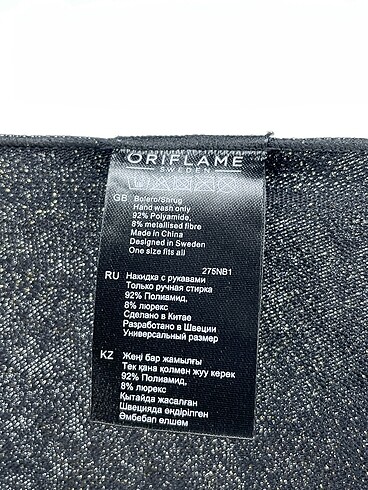 ORIFLAME
SWEDEN
GB Bolero/Shrug
Hand wash only
92% Polyamide,
8% metallised fibre
Made in China
Designed in Sweden
One size fits all
275NB1
RU Накидка с рукавами
Только ручная стирка
92% Полиамид,
8% люрекс
Сделано в Китае
Разработано в Швеции
Универсальный размер
KZ Жеңі бар жамылғы
Тек қана қолмен жуу керек
92% Полиамид,
8% люрекс
Қытайда жасалған
Швецияда өндірілген
Әмбебап өлшем